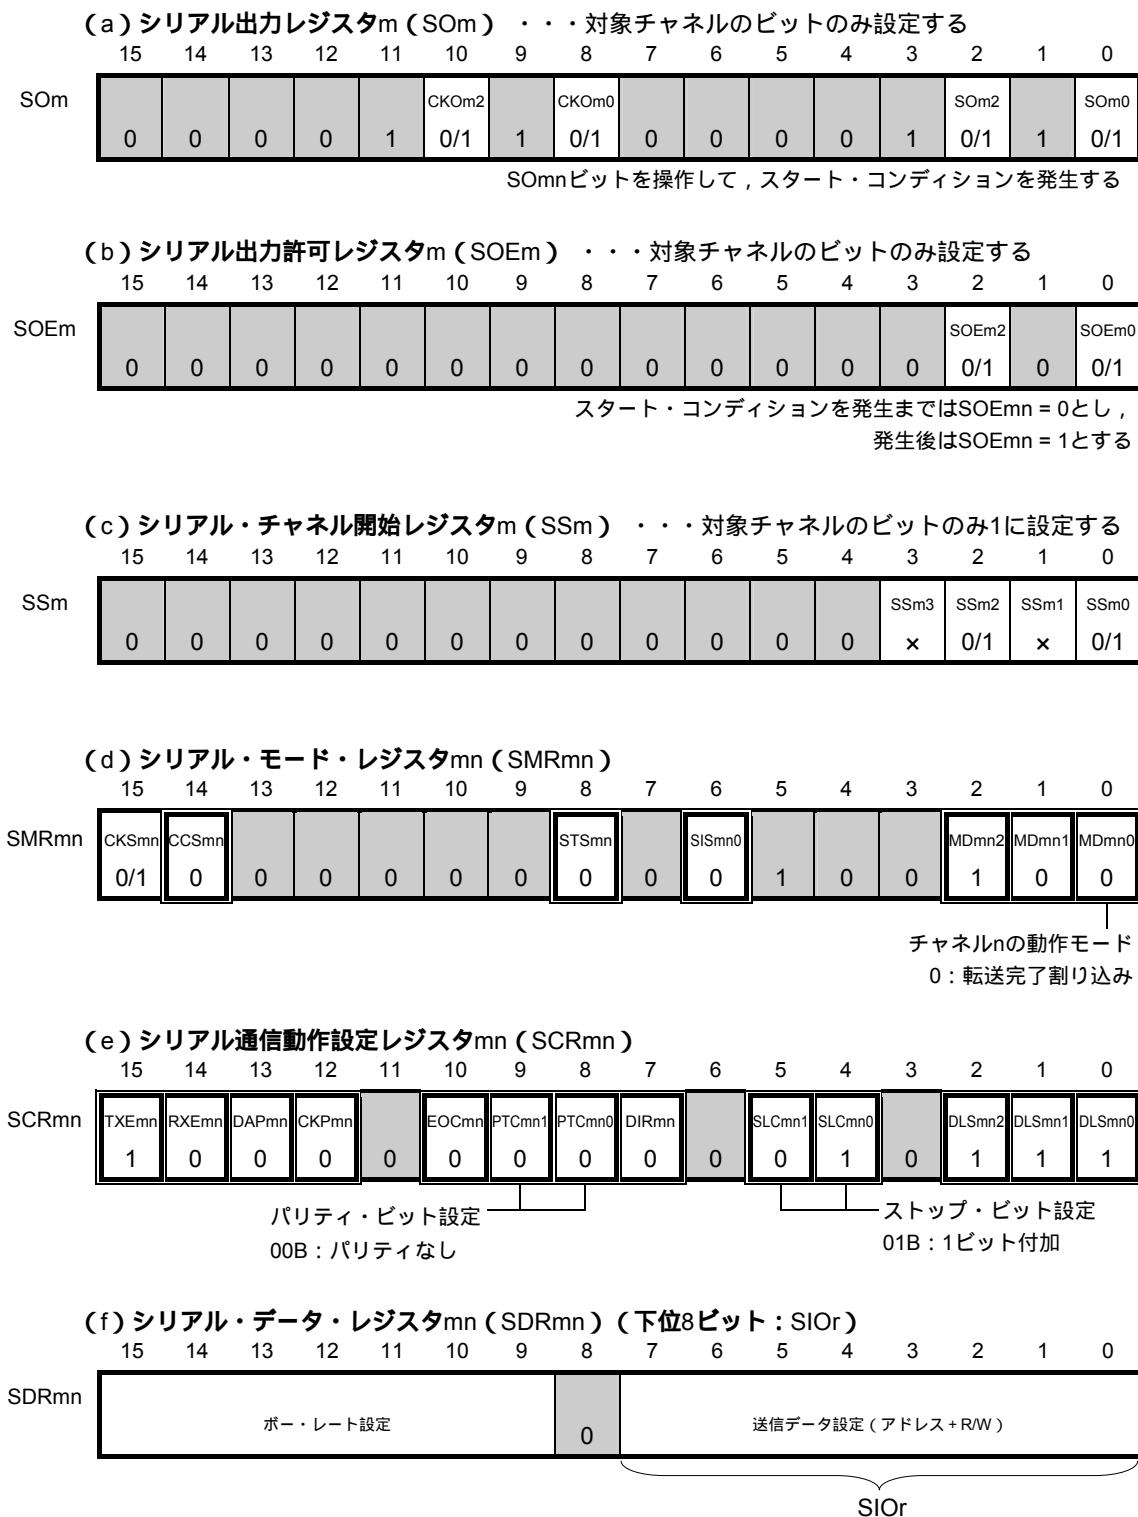 (a)シリアル出力レジスタm(SOm) ・・・対象チャネルのビットのみ設定する
15 14 13 12 11 10 9 8 7 6 5 4 3 2 1 0
CKOm2 CKOm0 SOm2 SOm0
SOm
0 0 0 0 1 0/1 1 0/1 0 0 0 0 1 0/1 1 0/1
SOmnビットを操作して,スタート・コンディションを発生する
(b)シリアル出力許可レジスタm(SOEm) ・・・対象チャネルのビットのみ設定する
15 14 13 12 11 10 9 8 7 6 5 4 3 2 1 0
SOEm SOEm2 SOEm0
0 0 0 0 0 0 0 0 0 0 0 0 0 0/1 0 0/1
スタート・コンディションを発生まではSOEmn = 0とし,
発生後はSOEmn = 1とする
(c)シリアル・チャネル開始レジスタm(SSm) ・・・対象チャネルのビットのみ1に設定する
15 14 13 12 11 10 9 8 7 6 5 4 3 2 1 0
SSm SSm3 SSm2 SSm1 SSm0
0 0 0 0 0 0 0 0 0 0 0 0 × 0/1 × 0/1
(d)シリアル・モード・レジスタmn(SMRmn)
15 14 13 12 11 10 9 8 7 6 5 4 3 2 1 0
SMRmn CKSmn CCSmn STSmn SISmn0 MDmn2 MDmn1 MDmn0
0/1 0 0 0 0 0 0 0 0 0 1 0 0 1 0 0
チャネルnの動作モード
0:転送完了割り込み
(e)シリアル通信動作設定レジスタmn(SCRmn)
15 14 13 12 11 10 9 8 7 6 5 4 3 2 1 0
SCRmn TXEmn RXEmn DAPmn CKPmn EOCmn PTCmn1 PTCmn0 DIRmn SLCmn1 SLCmn0 DLSmn2 DLSmn1 DLSmn0
1 0 0 0 0 0 0 0 0 0 0 1 0 1 1 1
パリティ・ビット設定 ストップ・ビット設定
00B:パリティなし 01B:1ビット付加
(f)シリアル・データ・レジスタmn(SDRmn)(下位8ビット:SIOr)
15 14 13 12 11 10 9 8 7 6 5 4 3 2 1 0
SDRmn
ボー・レート設定 0 送信データ設定(アドレス+R/W)
SIOr